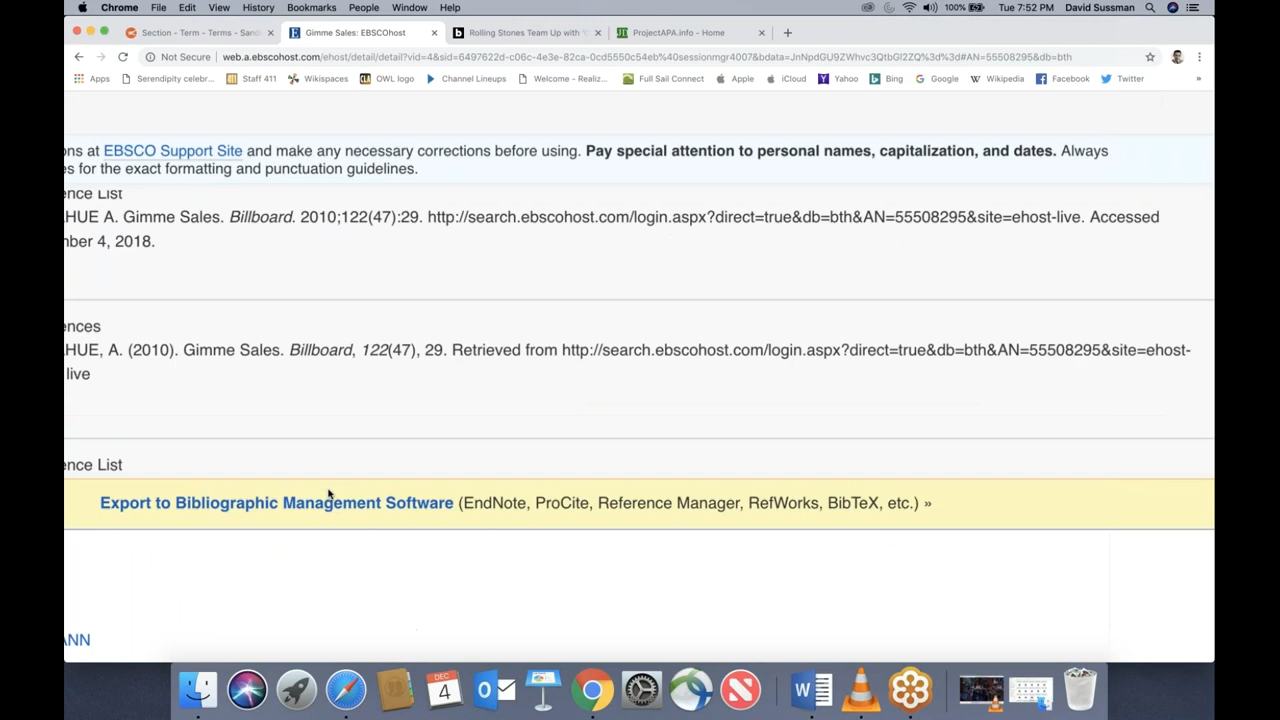 Chrome File Edit View History Bookmarks People Window Help 100% Tue 7:52 PM David Sussman
Section - Term - Terms - San Gimme Sales: EBSCOhost Rolling Stones Team Up with ProjectAPA.info - Home
Not Secure web.a.ebscohost.com/ehost/detail/detail?vid=4&sid=6497622d-c06c-4e3e-82ca-0cd5550c54eb%40sessionmgr4007&bdata=JnNpdGU9ZWhvc3QtbGl2ZQ%3d%3d#AN=55508295&db=bth
Apps Serendipity celebr... Staff 411 Wikispaces OWL logo Channel Lineups Welcome - Realiz... Full Sail Connect Apple iCloud Yahoo Bing Google Wikipedia Facebook Twitter »
ons at EBSCO Support Site and make any necessary corrections before using. Pay special attention to personal names, capitalization, and dates. Always
es for the exact formatting and punctuation guidelines.
ence List
AHUE A. Gimme Sales. Billboard. 2010;122(47):29. http://search.ebscohost.com/login.aspx?direct=true&db=bth&AN=55508295&site=ehost-live. Accessed
mber 4, 2018.
ences
AHUE, A. (2010). Gimme Sales. Billboard, 122(47), 29. Retrieved from http://search.ebscohost.com/login.aspx?direct=true&db=bth&AN=55508295&site=ehost-
live
ence List
Export to Bibliographic Management Software (EndNote, ProCite, Reference Manager, RefWorks, BibTeX, etc.) »
ANN
DEC
4